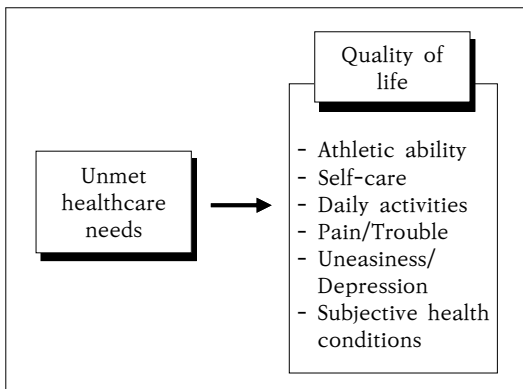 Unmet
healthcare
needs
Quality of
life
- Athletic ability
- Self-care
- Daily activities
- Pain/Trouble
- Uneasiness/
Depression
- Subjective health
conditions